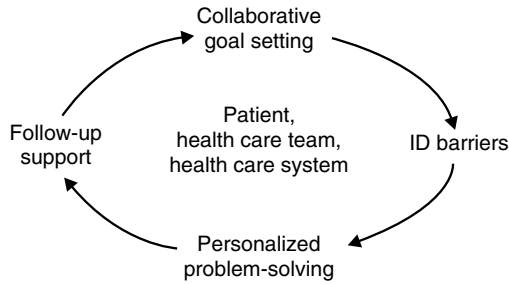 Collaborative
goal setting
Patient,
health care team,
health care system
Follow-up
support
ID barriers
Personalized
problem-solving